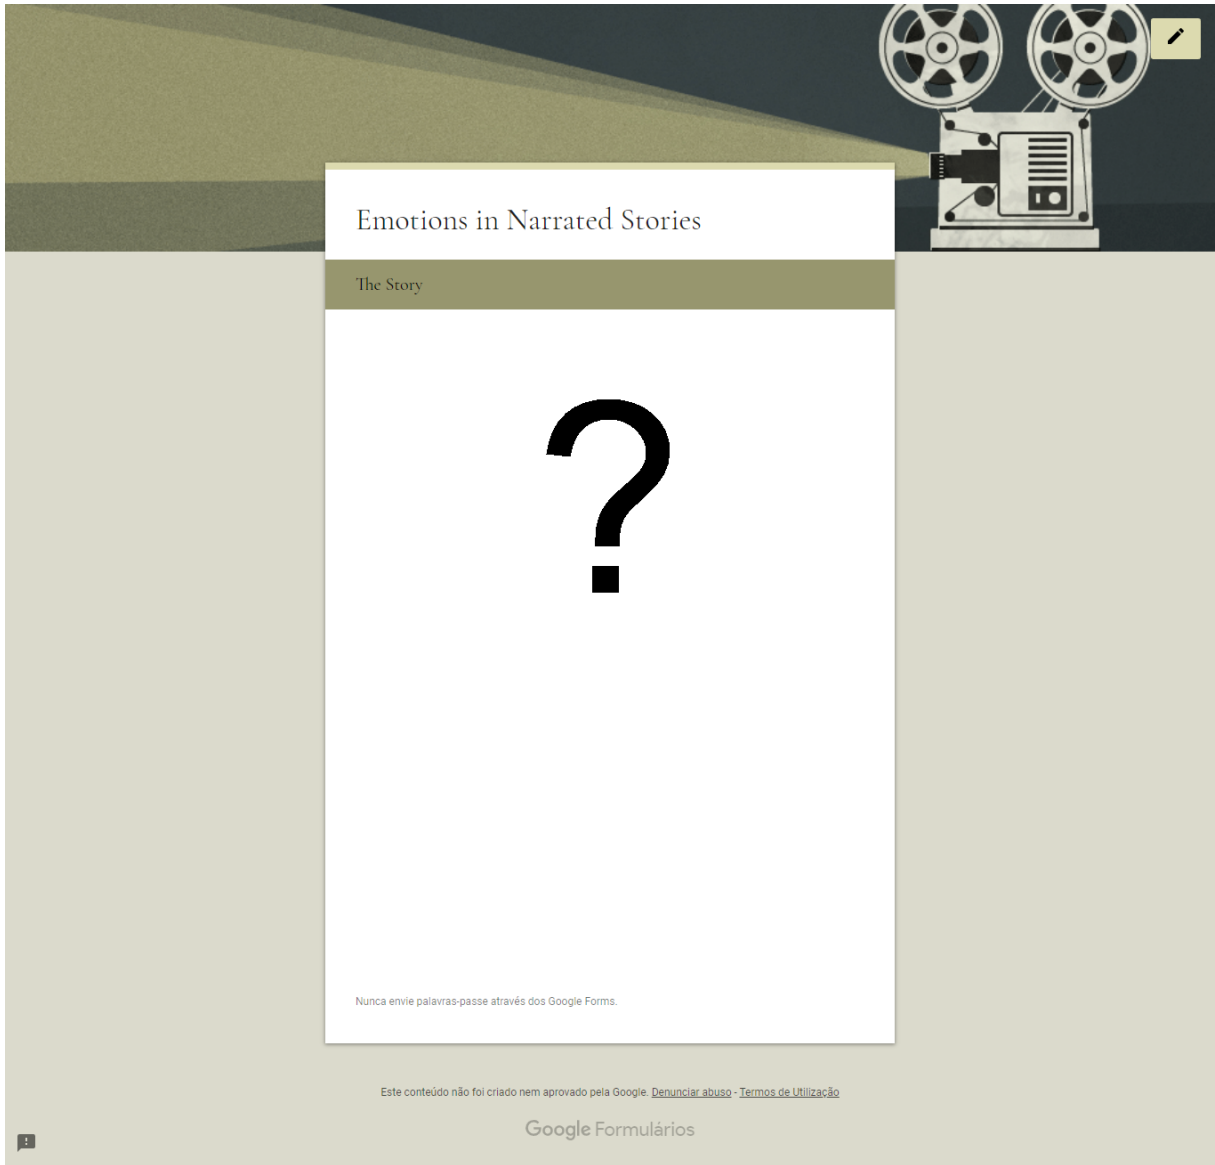 Emotions in Narrated Stories
The Story
?
Nunca envie palavras-passe através dos Google Forms.
Este conteúdo não foi criado nem aprovado pela Google. Denunciar abuso - Termos de Utilização
Google Formulários